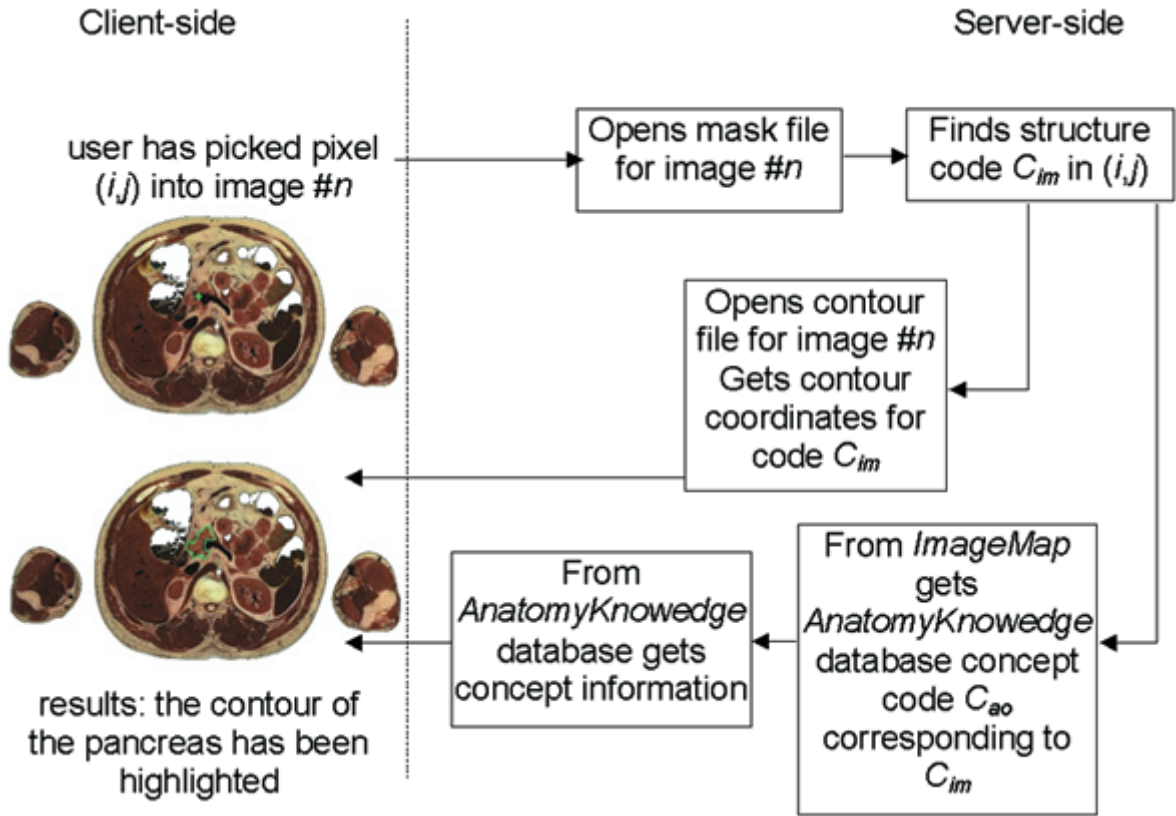 Client-side
Server-side
user has picked pixel
(i,j) into image #n
Opens mask file
for image #n
Finds structure
code Cim in (i,j)
Opens contour
file for image #n
Gets contour
coordinates for
code Cim
From ImageMap
gets
AnatomyKnowedge
database concept
code Cao
corresponding to
Cim
From
AnatomyKnowedge
database gets
concept information
results: the contour of
the pancreas has been
highlighted